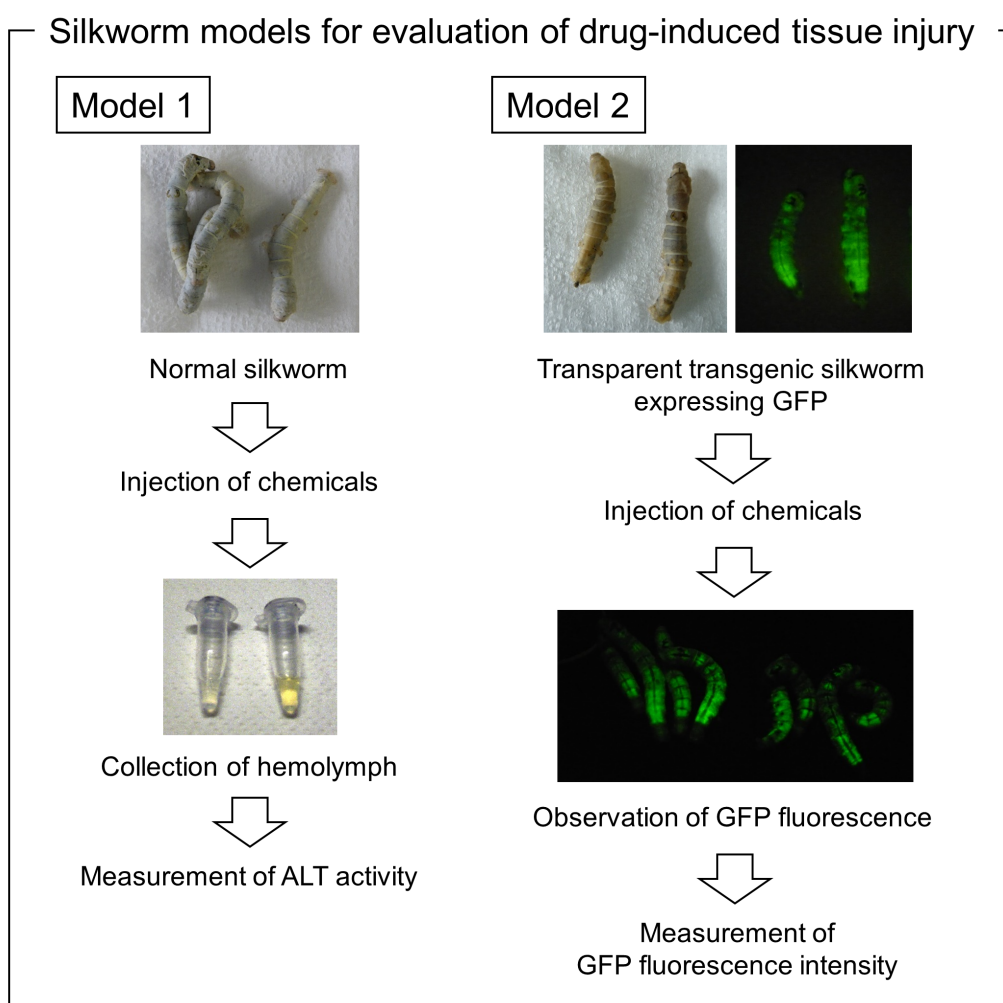 Silkworm models for evaluation of drug-induced tissue injury
Model 1
Normal silkworm
Injection of chemicals
Collection of hemolymph
Measurement of ALT activity
Model 2
Transparent transgenic silkworm
expressing GFP
Injection of chemicals
Observation of GFP fluorescence
Measurement of
GFP fluorescence intensity